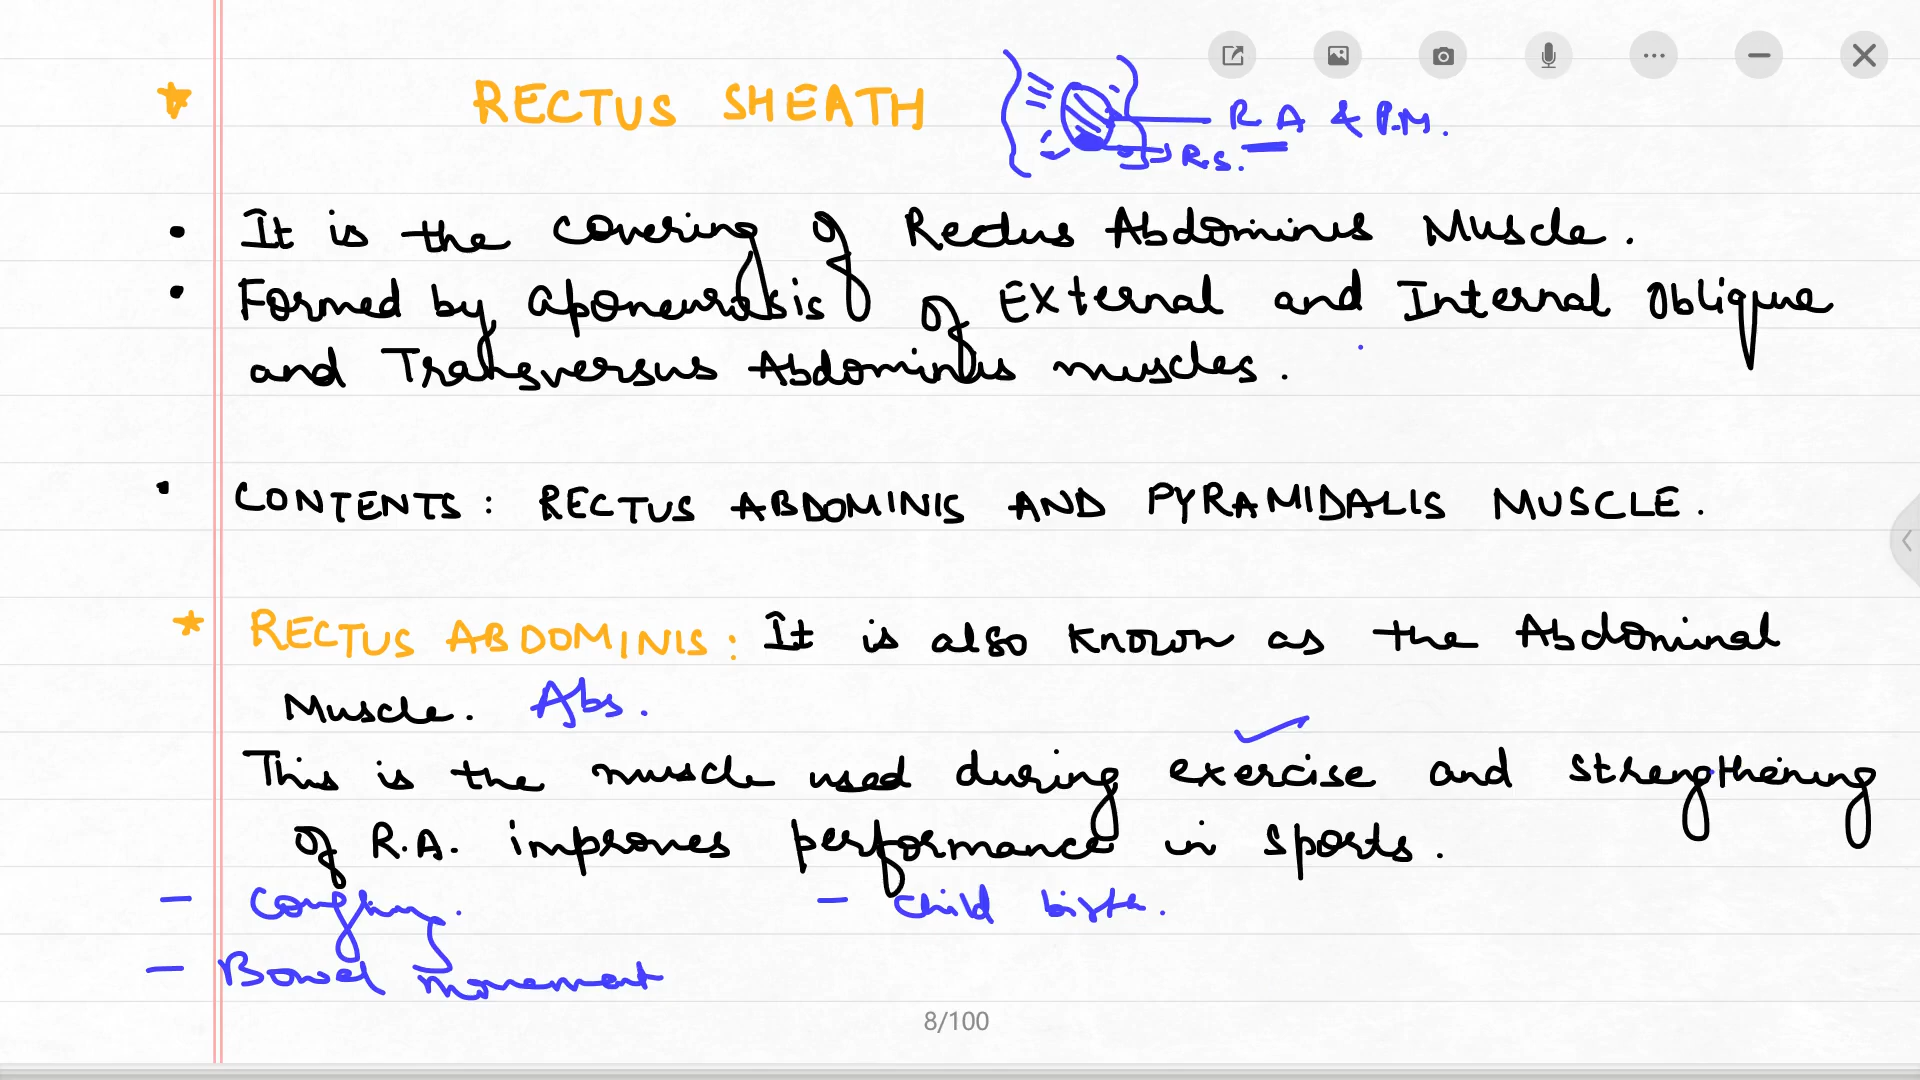 RECTUS SHEATH
R A & P.M.
R.S.
It is the covering of Rectus Abdominis Muscle.
Formed by aponeurosis of External and Internal Oblique
and Transversus Abdominis muscles.
CONTENTS: RECTUS ABDOMINIS AND PYRAMIDALIS MUSCLE.
* RECTUS ABDOMINIS: It is also known as the Abdominal
Muscle. Abs.
This is the muscle used during exercise and strengthening
of R.A. improves performance in sports.
- Coughing. - Child birth.
- Bowel movement
8/100